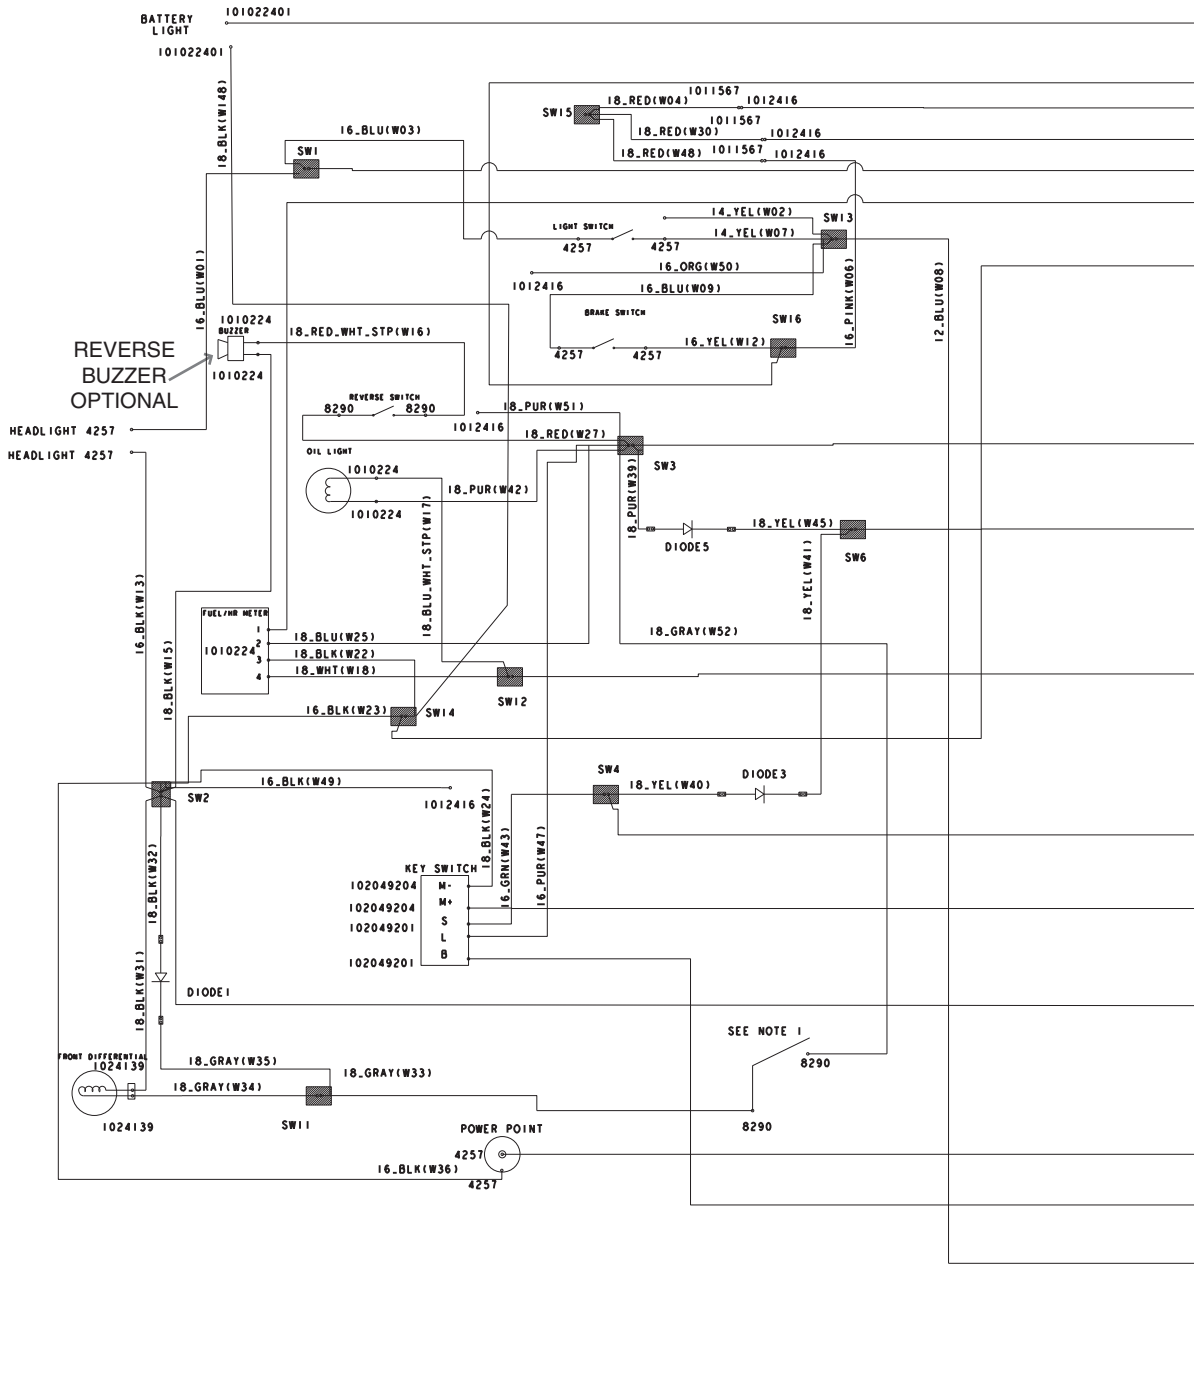 101022401
BATTERY
LIGHT
101022401
18_BLK(W148)
1011567
18_RED(W04)
1012416
SW15
1011567
18_RED(W30)
1012416
16_BLU(W03)
18_RED(W48)
1011567
1012416
SW1
14_YEL(W02)
SW13
LIGHT SWITCH
14_YEL(W07)
4257
4257
16_ORG(W50)
1012416
16_BLU(W09)
16_BLU(W01)
16_PINK(W06)
12_BLU(W08)
BRAKE SWITCH
SW16
1010224
BUZZER
18_RED_WHT_STP(W16)
16_YEL(W12)
4257
4257
REVERSE
BUZZER
OPTIONAL
1010224
REVERSE SWITCH
8290
8290
18_PUR(W51)
1012416
HEADLIGHT 4257
18_RED(W27)
HEADLIGHT 4257
OIL LIGHT
SW3
1010224
18_PUR(W42)
18_PUR(W39)
1010224
18_YEL(W45)
DIODE5
SW6
18_BLU_WHT_STP(W17)
18_YEL(W41)
16_BLK(W13)
FUEL/HR METER
1
18_GRAY(W52)
18_BLU(W25)
2
1010224
18_BLK(W22)
3
18_WHT(W18)
4
18_BLK(W15)
SW12
16_BLK(W23)
SW14
SW4
DIODE3
16_BLK(W49)
18_YEL(W40)
SW2
1012416
18_BLK(W24)
16_GRN(W43)
16_PUR(W47)
18_BLK(W32)
KEY SWITCH
102049204
M-
102049204
M+
102049201
S
L
B
102049201
18_BLK(W31)
DIODE1
SEE NOTE 1
8290
FRONT DIFFERENTIAL
1024139
18_GRAY(W35)
18_GRAY(W33)
18_GRAY(W34)
1024139
SW11
8290
POWER POINT
4257
16_BLK(W36)
4257